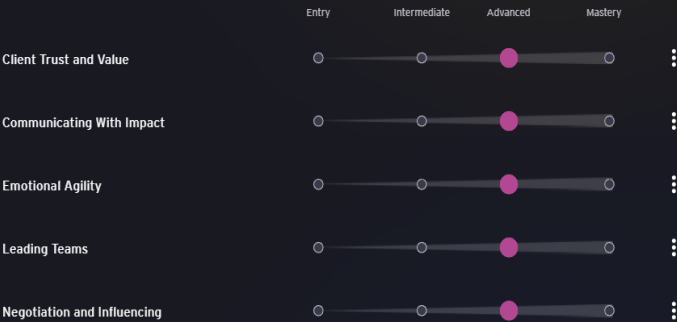 Entry Intermediate Advanced Mastery
Client Trust and Value
Communicating With Impact
Emotional Agility
Leading Teams
Negotiation and Influencing